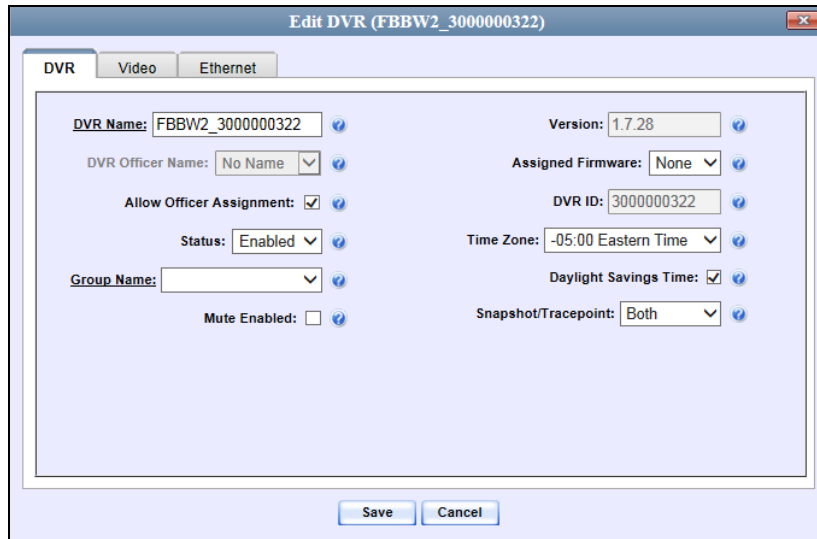 Edit DVR (FBBW2_3000000322)
DVR
Video
Ethernet
DVR Name: FBBW2_3000000322
DVR Officer Name: No Name
Allow Officer Assignment:
Status: Enabled
Group Name:
Mute Enabled:
Version: 1.7.28
Assigned Firmware: None
DVR ID: 3000000322
Time Zone: -05:00 Eastern Time
Daylight Savings Time:
Snapshot/Tracepoint: Both
Save
Cancel